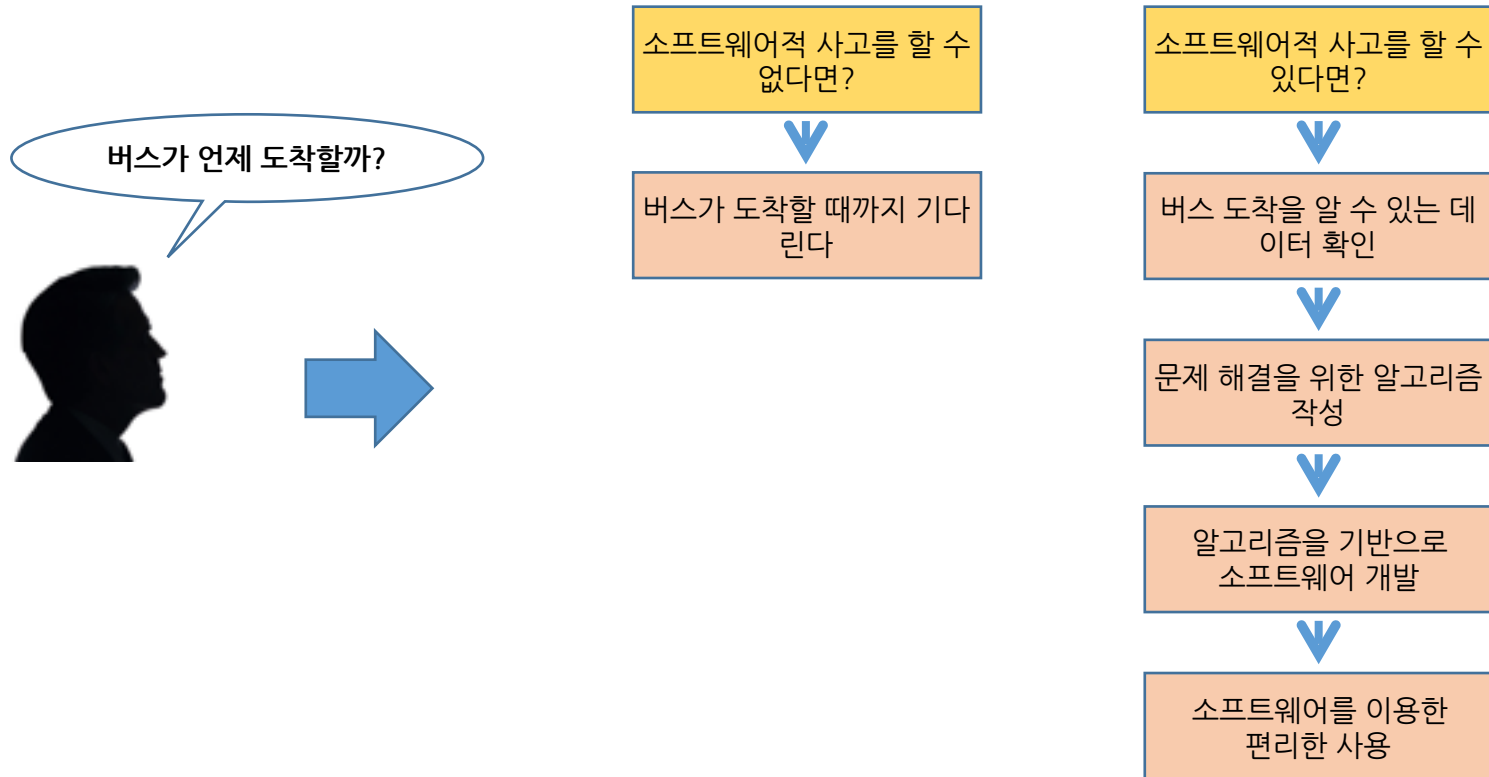 버스가 언제 도착할까?
소프트웨어적 사고를 할 수
없다면?
버스가 도착할 때까지 기다
린다
소프트웨어적 사고를 할 수
있다면?
버스 도착을 알 수 있는 데
이터 확인
문제 해결을 위한 알고리즘
작성
알고리즘을 기반으로
소프트웨어 개발
소프트웨어를 이용한
편리한 사용